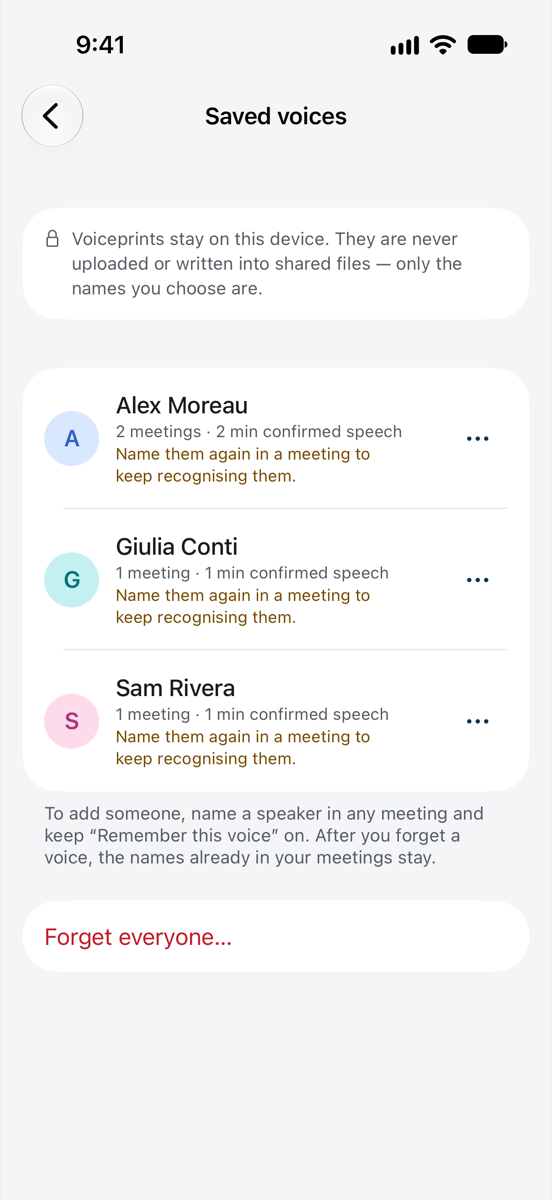 9:41
Saved voices
Voiceprints stay on this device. They are never
uploaded or written into shared files — only the
names you choose are.
A
Alex Moreau
2 meetings · 2 min confirmed speech
Name them again in a meeting to
keep recognising them.
G
Giulia Conti
1 meeting · 1 min confirmed speech
Name them again in a meeting to
keep recognising them.
S
Sam Rivera
1 meeting · 1 min confirmed speech
Name them again in a meeting to
keep recognising them.
To add someone, name a speaker in any meeting and
keep “Remember this voice” on. After you forget a
voice, the names already in your meetings stay.
Forget everyone...